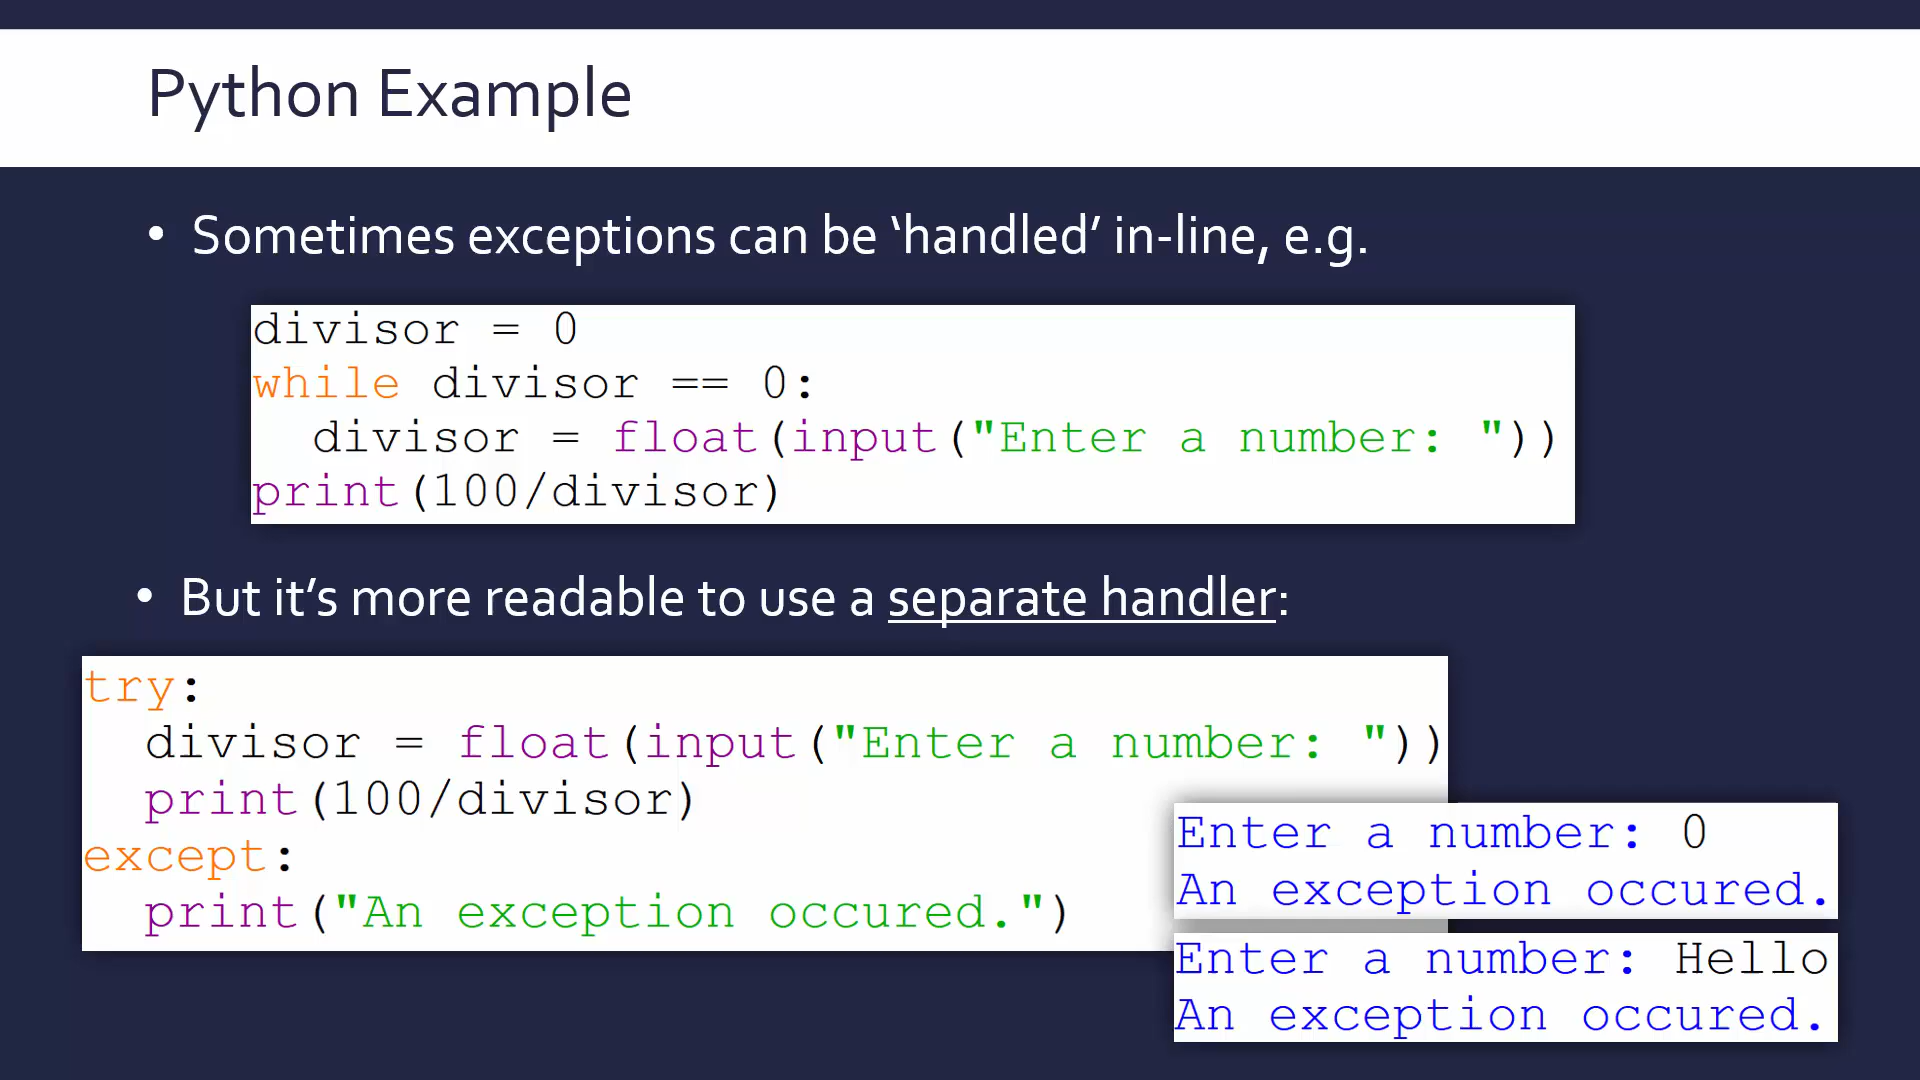 Python Example
• Sometimes exceptions can be ‘handled’ in-line, e.g.
divisor = 0
while divisor == 0:
  divisor = float(input("Enter a number: "))
print(100/divisor)
• But it’s more readable to use a separate handler:
try:
  divisor = float(input("Enter a number: "))
  print(100/divisor)
except:
  print("An exception occured.")
Enter a number: 0
An exception occured.
Enter a number: Hello
An exception occured.